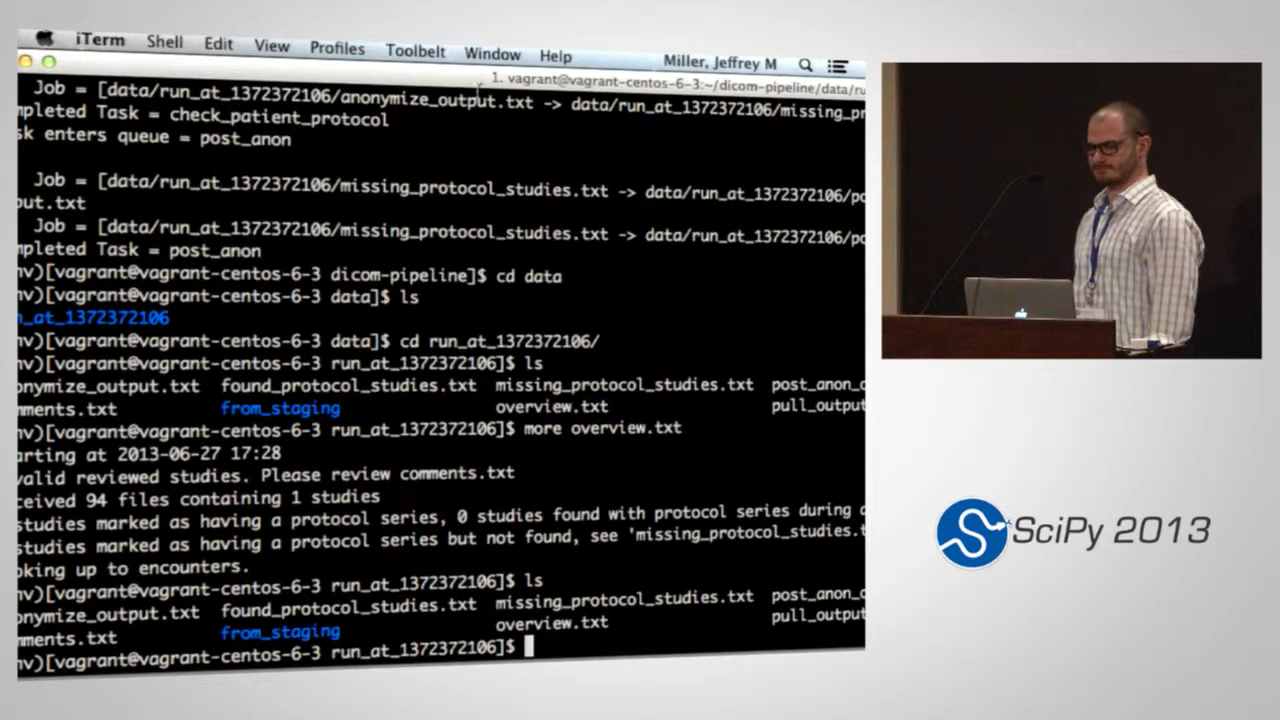 iTerm Shell Edit View Profiles Toolbelt Window Help Miller, Jeffrey M
1. vagrant@vagrant-centos-6-3:~/dicom-pipeline/data/ru
Job = [data/run_at_1372372106/anonymize_output.txt -> data/run_at_1372372106/missing_pr
mpleted Task = check_patient_protocol
sk enters queue = post_anon
Job = [data/run_at_1372372106/missing_protocol_studies.txt -> data/run_at_1372372106/po
put.txt
Job = [data/run_at_1372372106/missing_protocol_studies.txt -> data/run_at_1372372106/po
mpleted Task = post_anon
nv)[vagrant@vagrant-centos-6-3 dicom-pipeline]$ cd data
nv)[vagrant@vagrant-centos-6-3 data]$ ls
n_at_1372372106
nv)[vagrant@vagrant-centos-6-3 data]$ cd run_at_1372372106/
nv)[vagrant@vagrant-centos-6-3 run_at_1372372106]$ ls
onymize_output.txt found_protocol_studies.txt missing_protocol_studies.txt post_anon_o
mments.txt from_staging overview.txt pull_output
nv)[vagrant@vagrant-centos-6-3 run_at_1372372106]$ more overview.txt
arting at 2013-06-27 17:28
valid reviewed studies. Please review comments.txt
ceived 94 files containing 1 studies
studies marked as having a protocol series, 0 studies found with protocol series during a
studies marked as having a protocol series but not found, see 'missing_protocol_studies.t
oking up to encounters.
nv)[vagrant@vagrant-centos-6-3 run_at_1372372106]$ ls
onymize_output.txt found_protocol_studies.txt missing_protocol_studies.txt post_anon_o
mments.txt from_staging overview.txt pull_output
nv)[vagrant@vagrant-centos-6-3 run_at_1372372106]$
SciPy 2013